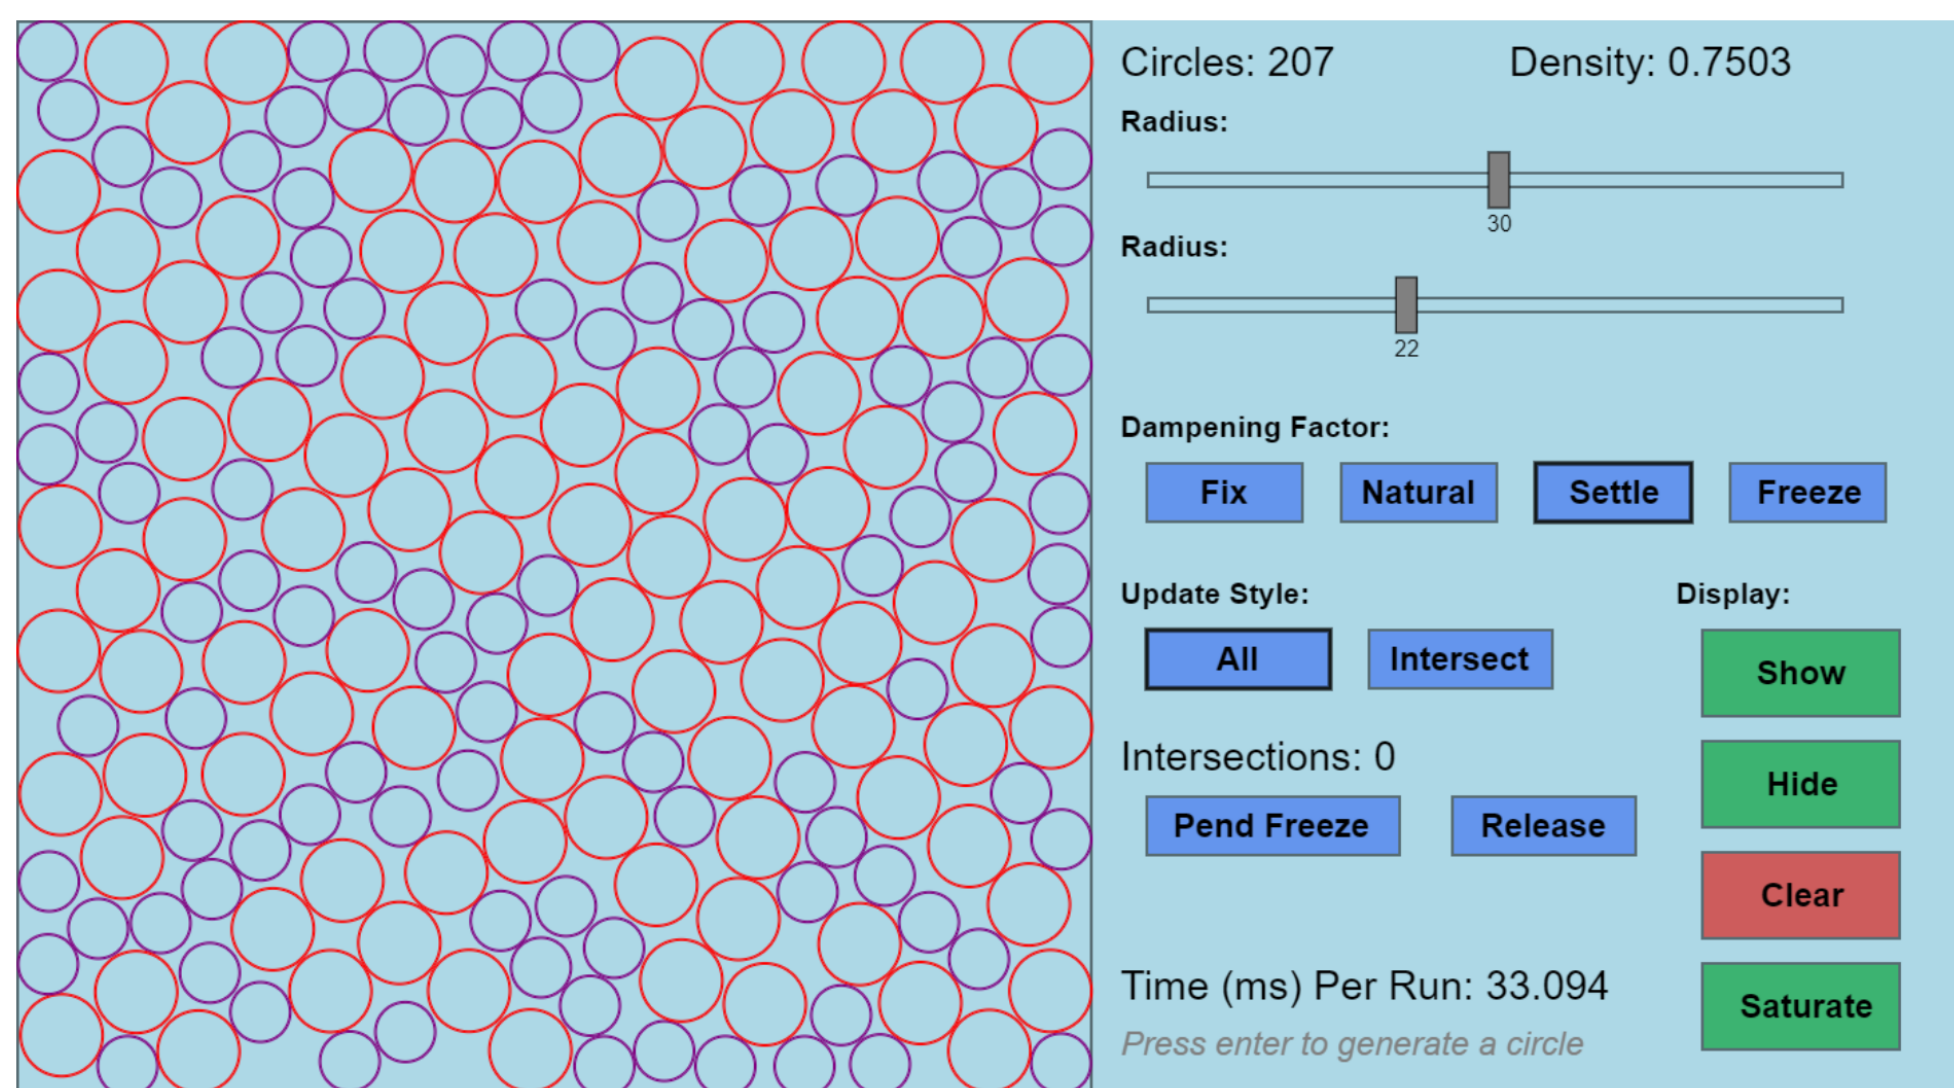 Circles: 207 Density: 0.7503
Radius:
30
Radius:
22
Dampening Factor:
Fix Natural Settle Freeze
Update Style: Display:
All Intersect Show
Intersections: 0 Hide
Pend Freeze Release
Clear
Time (ms) Per Run: 33.094 Saturate
Press enter to generate a circle